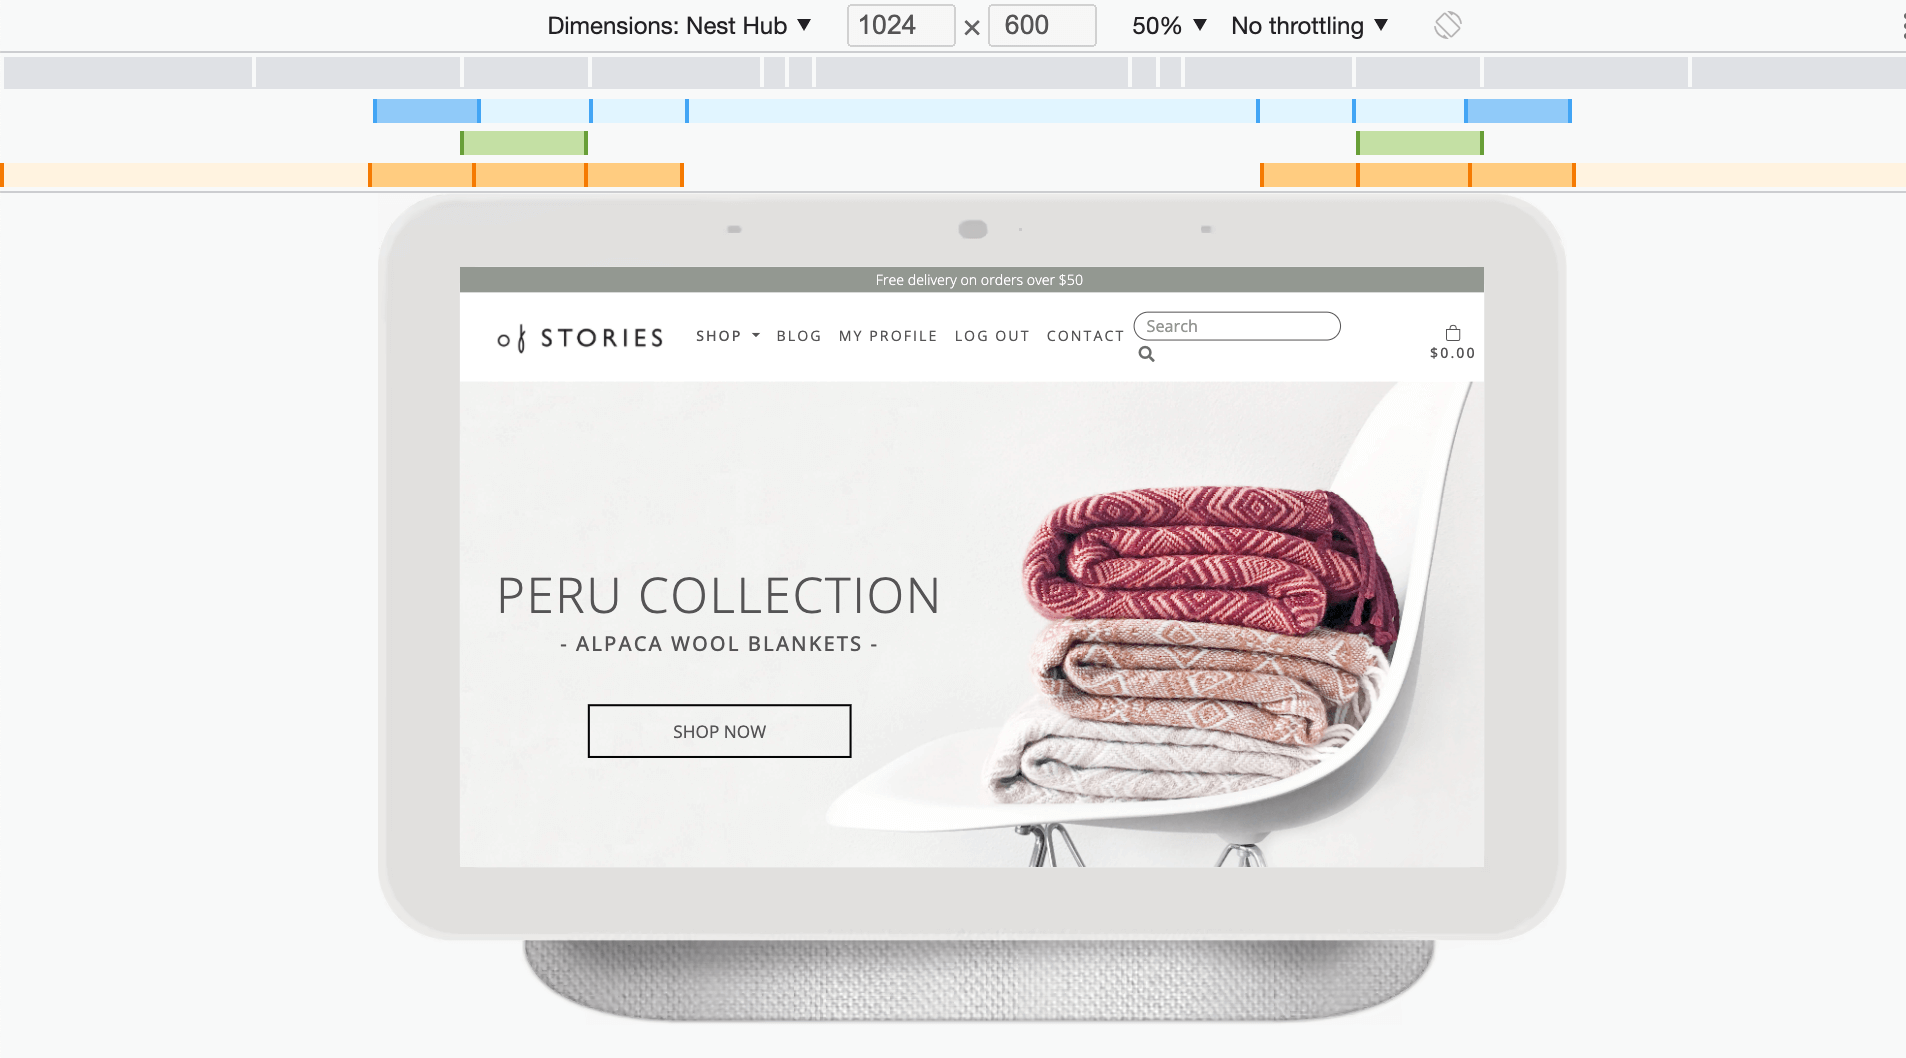 Dimensions: Nest Hub ▼ 1024 × 600 50% ▼ No throttling ▼
Free delivery on orders over $50
of STORIES SHOP BLOG MY PROFILE LOG OUT CONTACT Search
$0.00
PERU COLLECTION
- ALPACA WOOL BLANKETS -
SHOP NOW